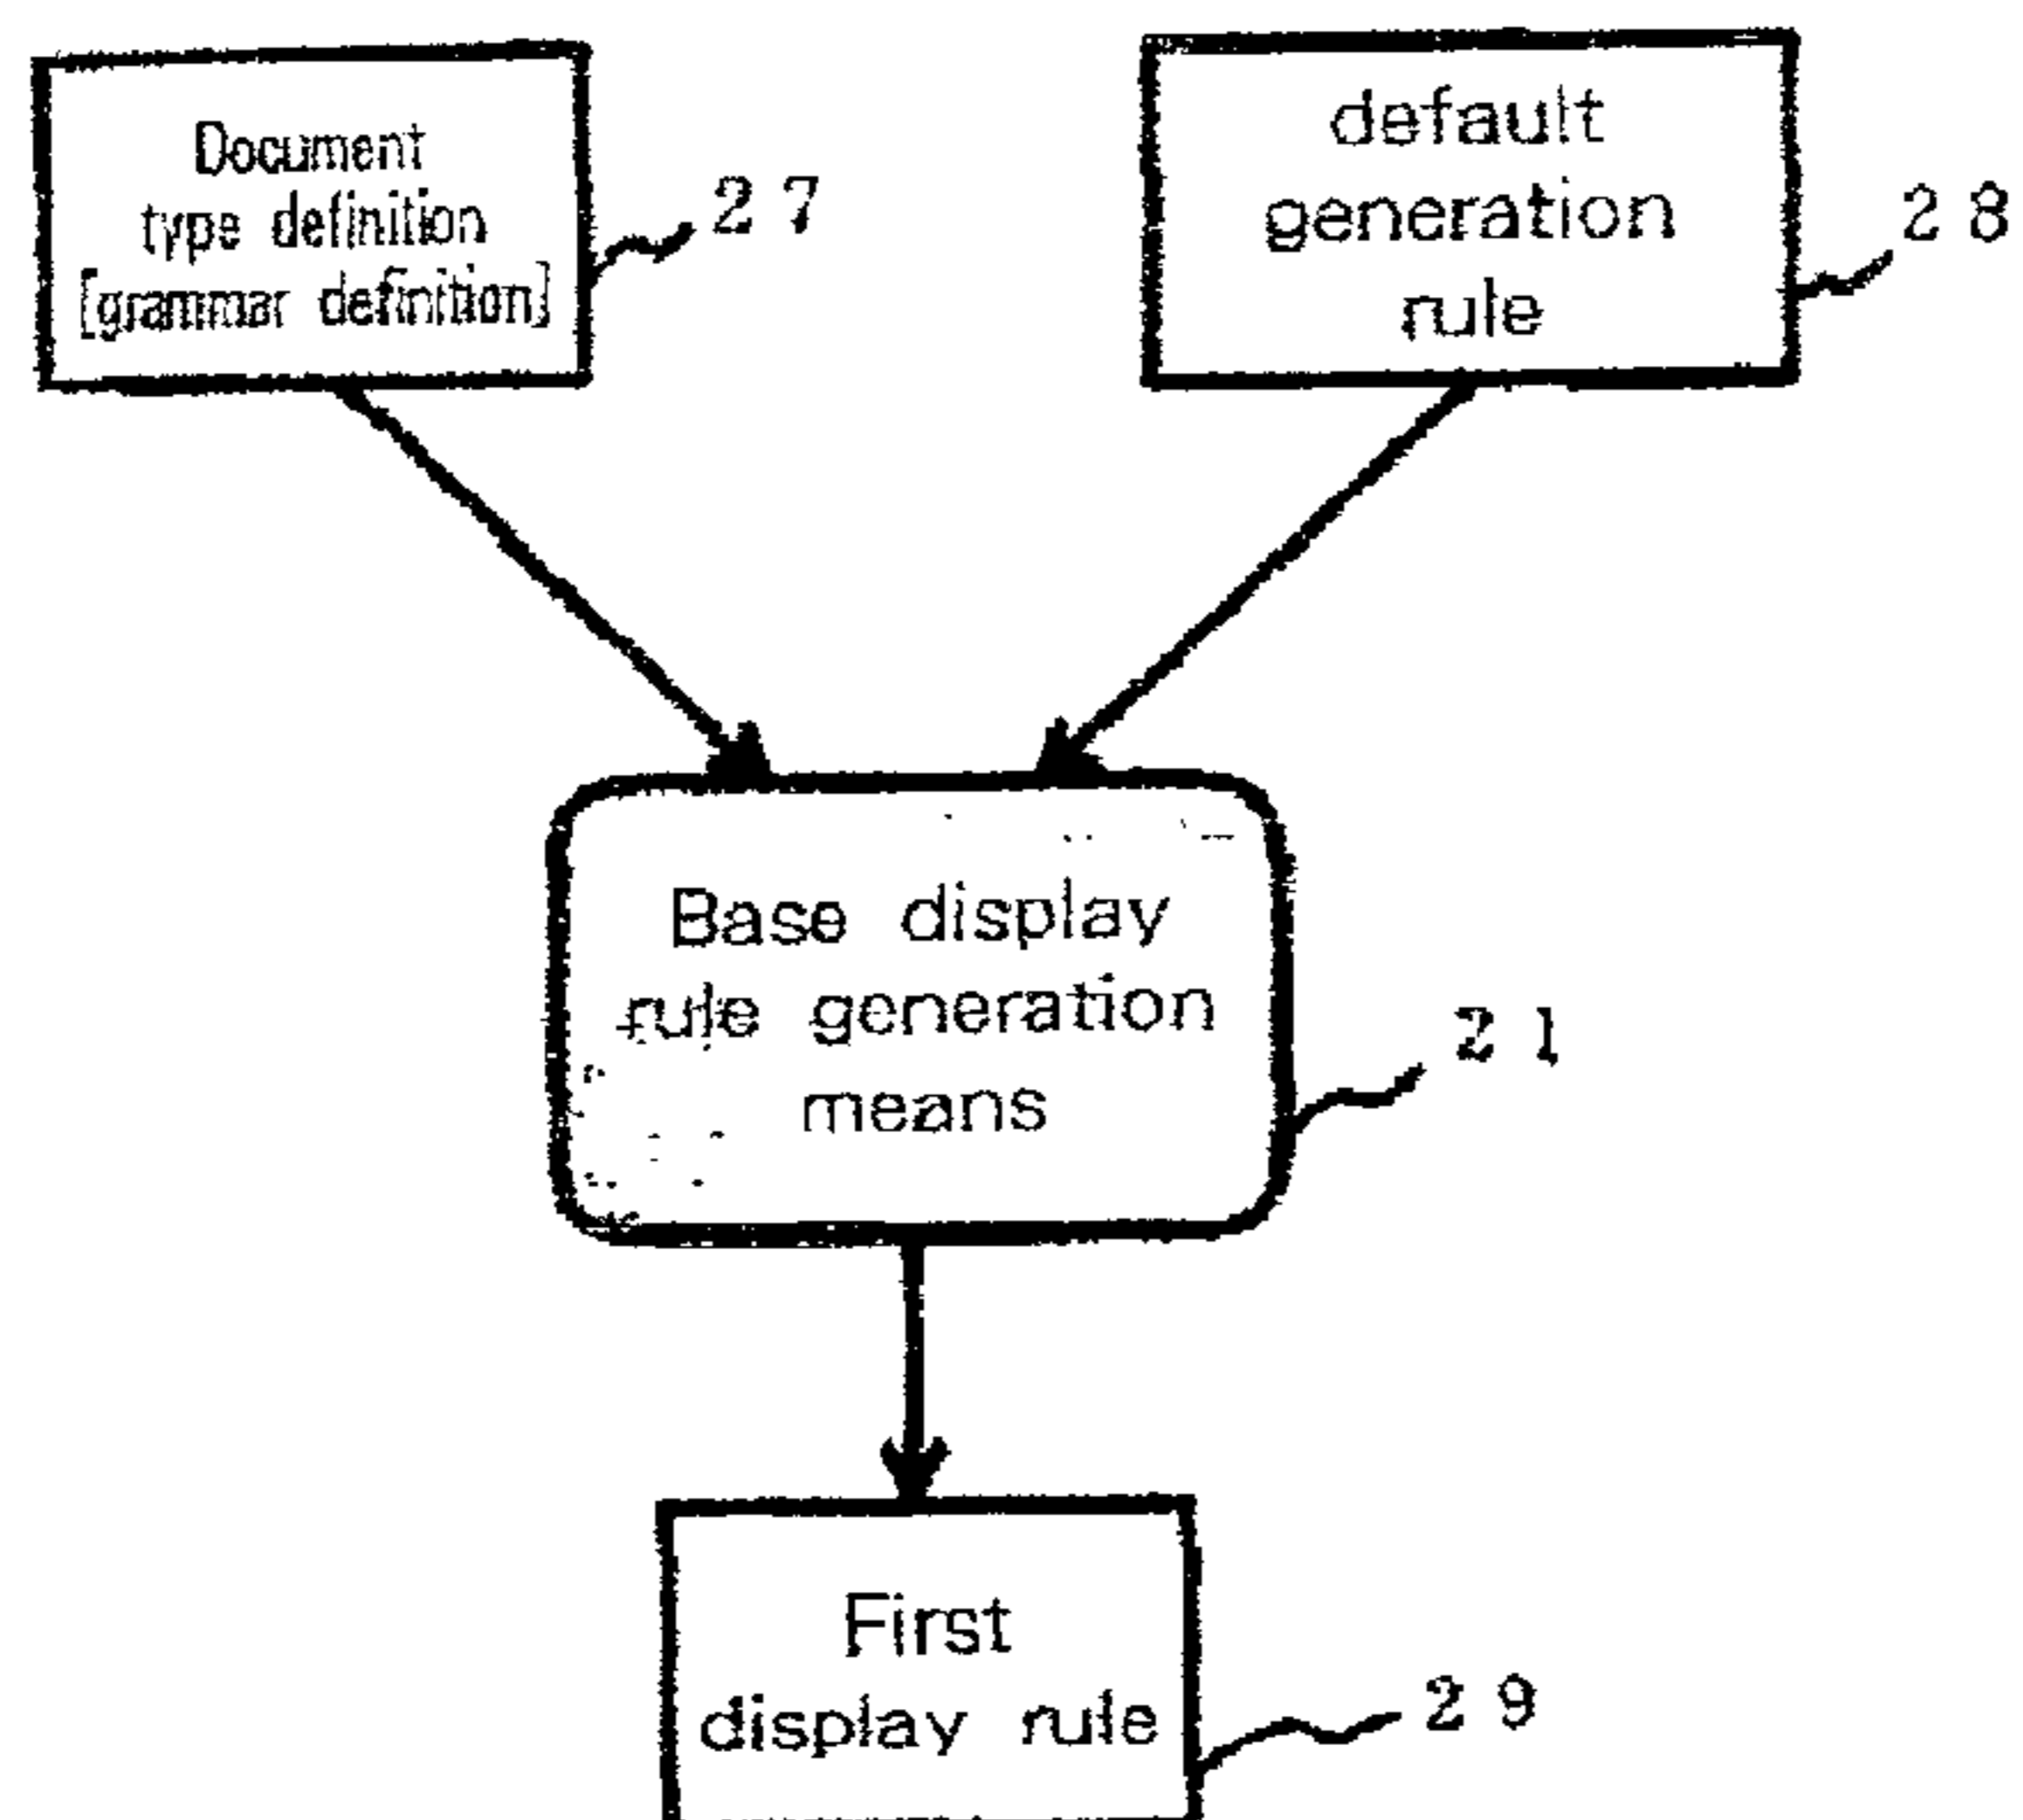 Document
type definition
[grammar definition]
27
default
generation
rule
28
Base display
rule generation
means
21
First
display rule
29